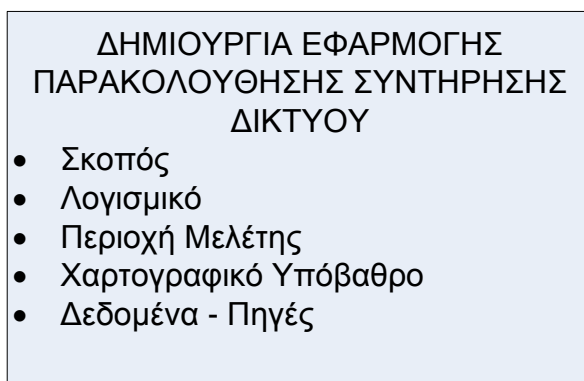 ΔΗΜΙΟΥΡΓΙΑ ΕΦΑΡΜΟΓΗΣ
ΠΑΡΑΚΟΛΟΥΘΗΣΗΣ ΣΥΝΤΗΡΗΣΗΣ
ΔΙΚΤΥΟΥ
• Σκοπός
• Λογισμικό
• Περιοχή Μελέτης
• Χαρτογραφικό Υπόβαθρο
• Δεδομένα - Πηγές